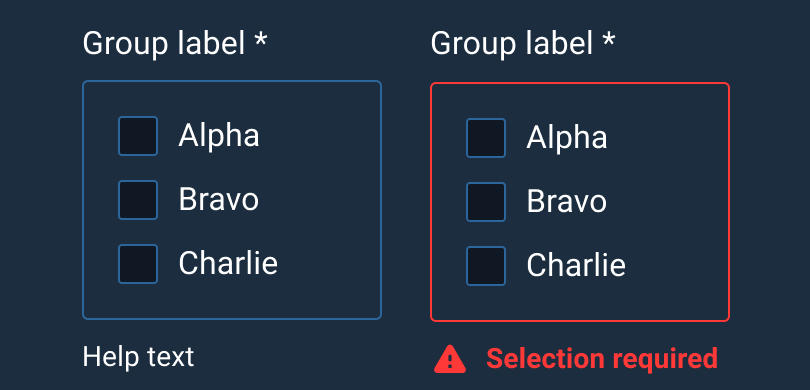 Group label *
Alpha
Bravo
Charlie
Help text
Group label *
Alpha
Bravo
Charlie
Selection required